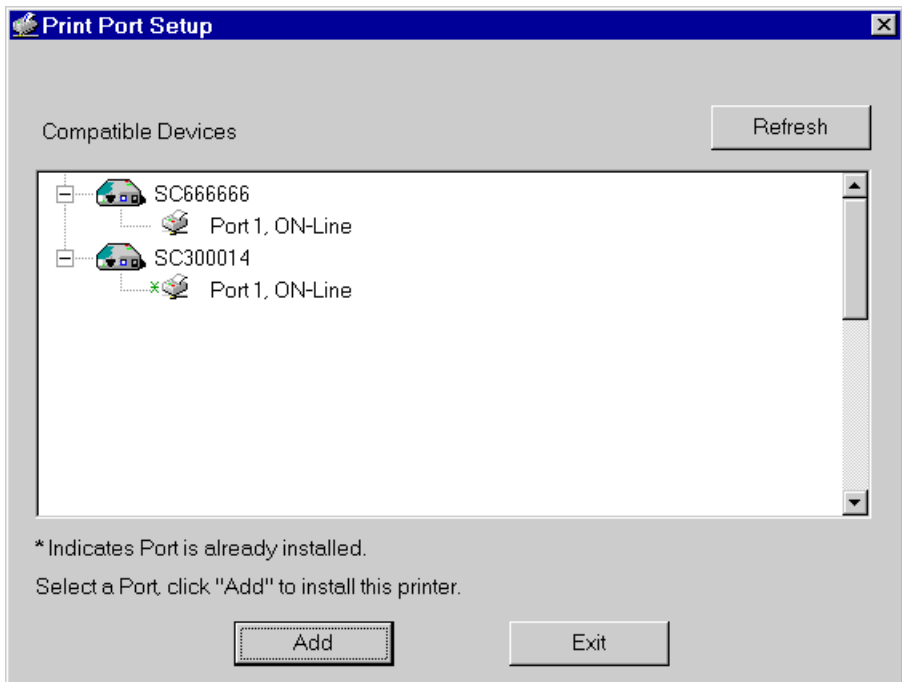 Print Port Setup
Compatible Devices
Refresh
SC666666
Port 1, ON-Line
SC300014
*Port 1, ON-Line
* Indicates Port is already installed.
Select a Port, click "Add" to install this printer.
Add
Exit